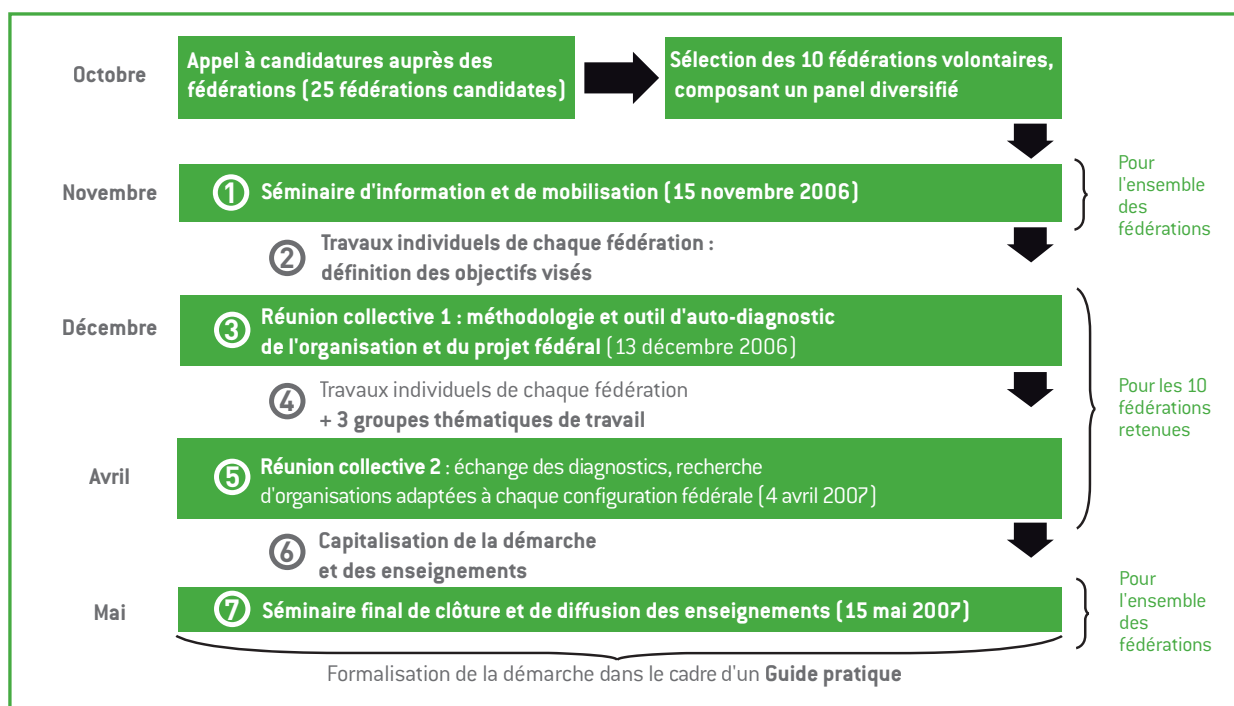 Octobre
Appel à candidatures auprès des
fédérations (25 fédérations candidates)
Sélection des 10 fédérations volontaires,
composant un panel diversifié
Novembre
1 Séminaire d'information et de mobilisation (15 novembre 2006)
Pour
l'ensemble
des
fédérations
2 Travaux individuels de chaque fédération :
définition des objectifs visés
Décembre
3 Réunion collective 1 : méthodologie et outil d'auto-diagnostic
de l'organisation et du projet fédéral (13 décembre 2006)
4 Travaux individuels de chaque fédération
+ 3 groupes thématiques de travail
Pour les 10
fédérations
retenues
Avril
5 Réunion collective 2 : échange des diagnostics, recherche
d'organisations adaptées à chaque configuration fédérale (4 avril 2007)
6 Capitalisation de la démarche
et des enseignements
Mai
7 Séminaire final de clôture et de diffusion des enseignements (15 mai 2007)
Pour
l'ensemble
des
fédérations
Formalisation de la démarche dans le cadre d'un Guide pratique